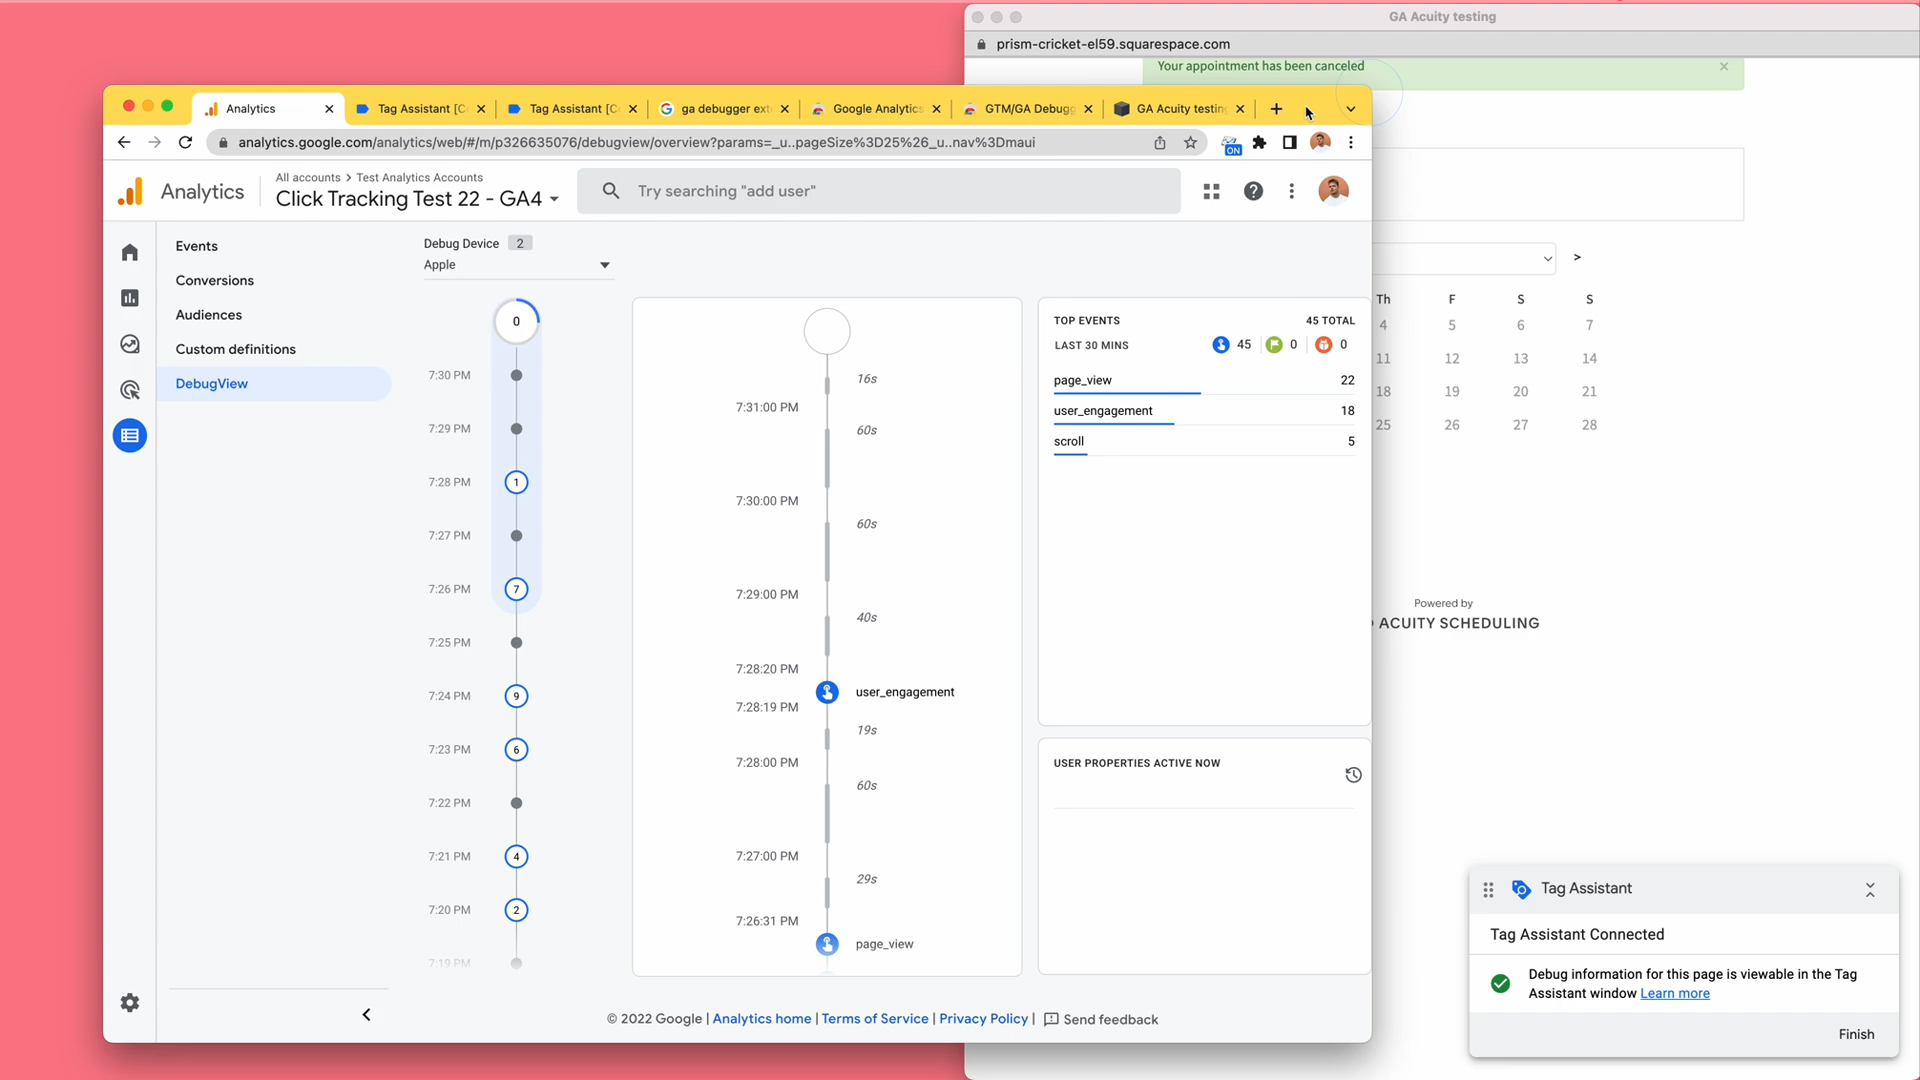 GA Acuity testing
prism-cricket-el59.squarespace.com
Your appointment has been canceled
Analytics
Tag Assistant [C
Tag Assistant [C
ga debugger ext
Google Analytics
GTM/GA Debugg
GA Acuity testing
analytics.google.com/analytics/web/#/m/p326635076/debugview/overview?params=_u..pageSize%3D25%26_u..nav%3Dmaui
ON
Analytics
All accounts > Test Analytics Accounts
Click Tracking Test 22 - GA4
Try searching "add user"
Events
Conversions
Audiences
Custom definitions
DebugView
Debug Device 2
Apple
0
7:30 PM
7:29 PM
7:28 PM 1
7:27 PM
7:26 PM 7
7:25 PM
7:24 PM 9
7:23 PM 6
7:22 PM
7:21 PM 4
7:20 PM 2
7:19 PM
16s
7:31:00 PM
60s
7:30:00 PM
60s
7:29:00 PM
40s
7:28:20 PM
user_engagement
7:28:19 PM
19s
7:28:00 PM
60s
7:27:00 PM
29s
7:26:31 PM
page_view
TOP EVENTS 45 TOTAL
LAST 30 MINS 45 0 0
page_view 22
user_engagement 18
scroll 5
USER PROPERTIES ACTIVE NOW
© 2022 Google | Analytics home | Terms of Service | Privacy Policy | Send feedback
>
Th F S S
4 5 6 7
11 12 13 14
18 19 20 21
25 26 27 28
Powered by
ACUITY SCHEDULING
Tag Assistant
Tag Assistant Connected
Debug information for this page is viewable in the Tag
Assistant window Learn more
Finish